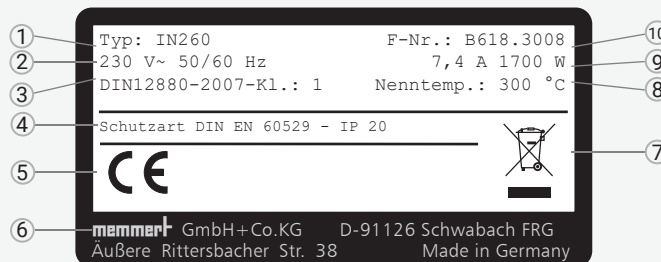 1 Typ: IN260 F-Nr.: B618.3008 10
2 230 V~ 50/60 Hz 7,4 A 1700 W 9
3 DIN12880-2007-Kl.: 1 Nenntemp.: 300 °C 8
4 Schutzart DIN EN 60529 - IP 20
5 CE 7
6 memmert GmbH+Co.KG D-91126 Schwabach FRG
Äußere Rittersbacher Str. 38 Made in Germany